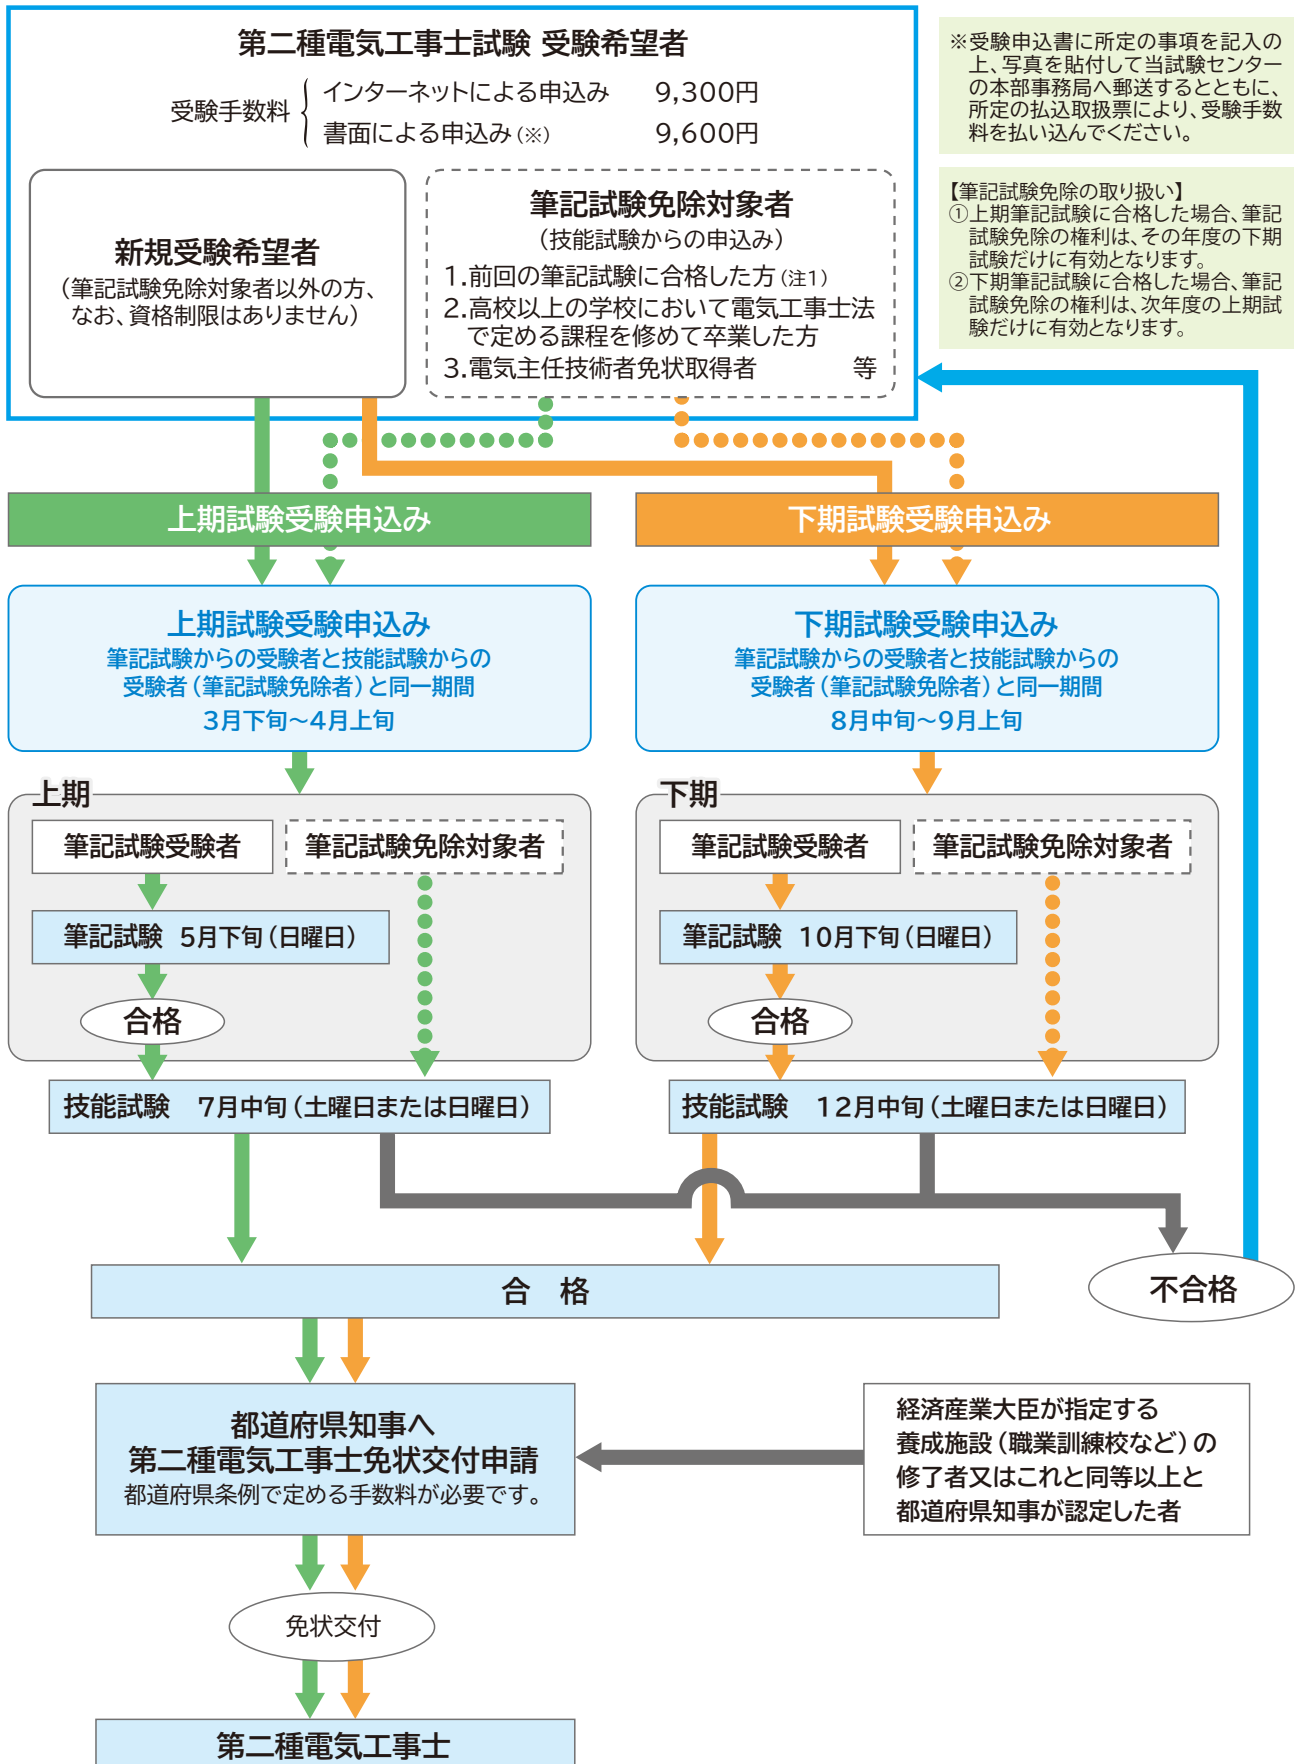 第二種電気工事士試験 受験希望者
受験手数料
インターネットによる申込み 9,300円
書面による申込み(※) 9,600円
新規受験希望者
(筆記試験免除対象者以外の方、
なお、資格制限はありません)
筆記試験免除対象者
(技能試験からの申込み)
1.前回の筆記試験に合格した方(注1)
2.高校以上の学校において電気工事士法
で定める課程を修めて卒業した方
3.電気主任技術者免状取得者 等
※受験申込書に所定の事項を記入の
上、写真を貼付して当試験センター
の本部事務局へ郵送するとともに、
所定の払込取扱票により、受験手数
料を払い込んでください。
【筆記試験免除の取り扱い】
①上期筆記試験に合格した場合、筆記
試験免除の権利は、その年度の下期
試験だけに有効となります。
②下期筆記試験に合格した場合、筆記
試験免除の権利は、次年度の上期試
験だけに有効となります。
上期試験受験申込み
下期試験受験申込み
上期試験受験申込み
筆記試験からの受験者と技能試験からの
受験者(筆記試験免除者)と同一期間
3月下旬～4月上旬
下期試験受験申込み
筆記試験からの受験者と技能試験からの
受験者(筆記試験免除者)と同一期間
8月中旬～9月上旬
上期
筆記試験受験者
筆記試験免除対象者
筆記試験 5月下旬(日曜日)
合格
技能試験 7月中旬(土曜日または日曜日)
下期
筆記試験受験者
筆記試験免除対象者
筆記試験 10月下旬(日曜日)
合格
技能試験 12月中旬(土曜日または日曜日)
合 格
不合格
都道府県知事へ
第二種電気工事士免状交付申請
都道府県条例で定める手数料が必要です。
経済産業大臣が指定する
養成施設(職業訓練校など)の
修了者又はこれと同等以上と
都道府県知事が認定した者
免状交付
第二種電気工事士